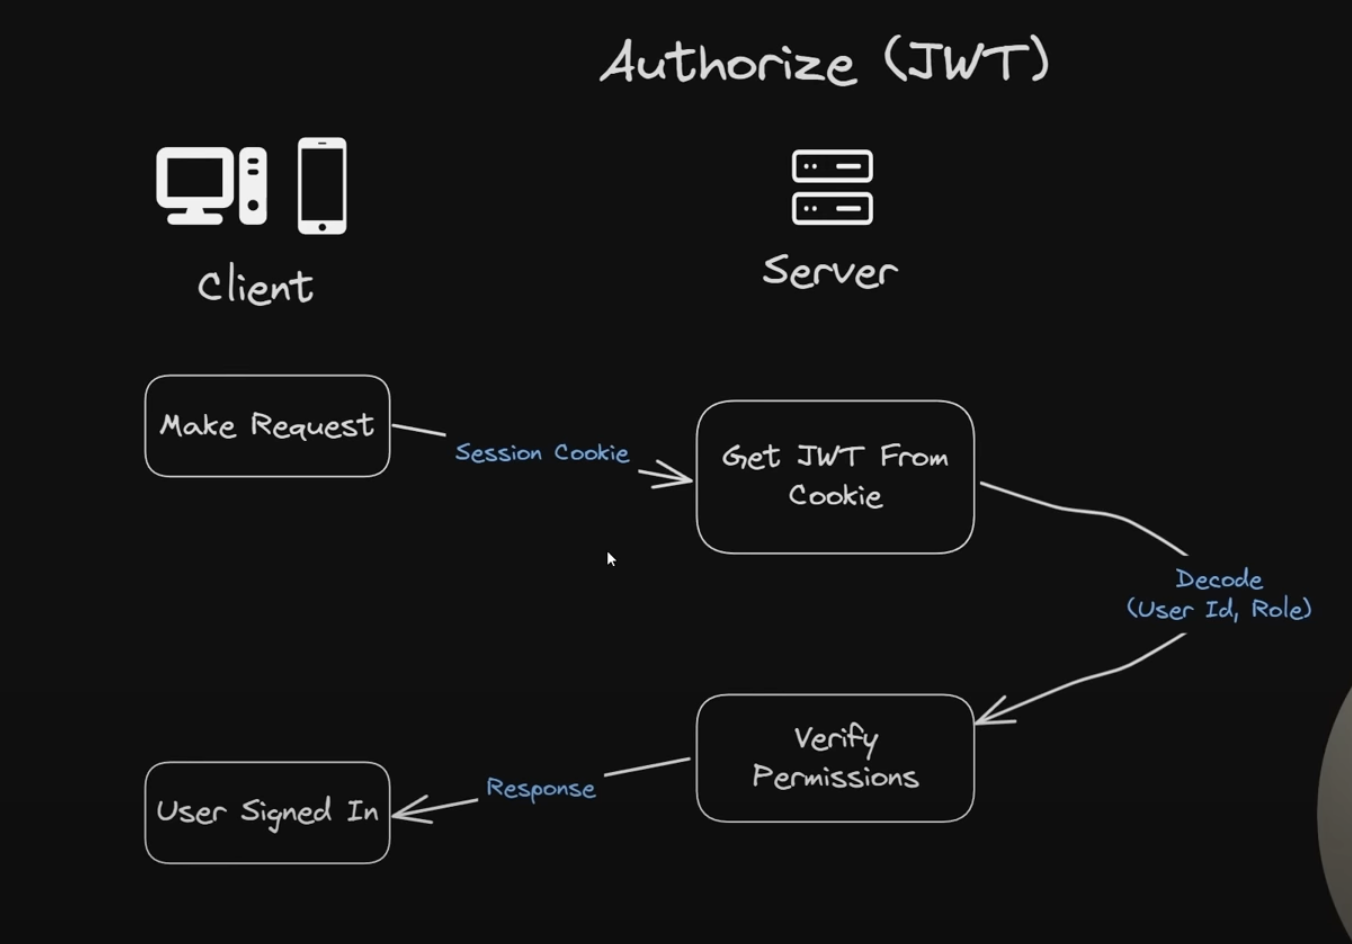 Authorize (JWT)
Client
Server
Make Request
Session Cookie
Get JWT From
Cookie
Decode
(User Id, Role)
Verify
Permissions
Response
User Signed In